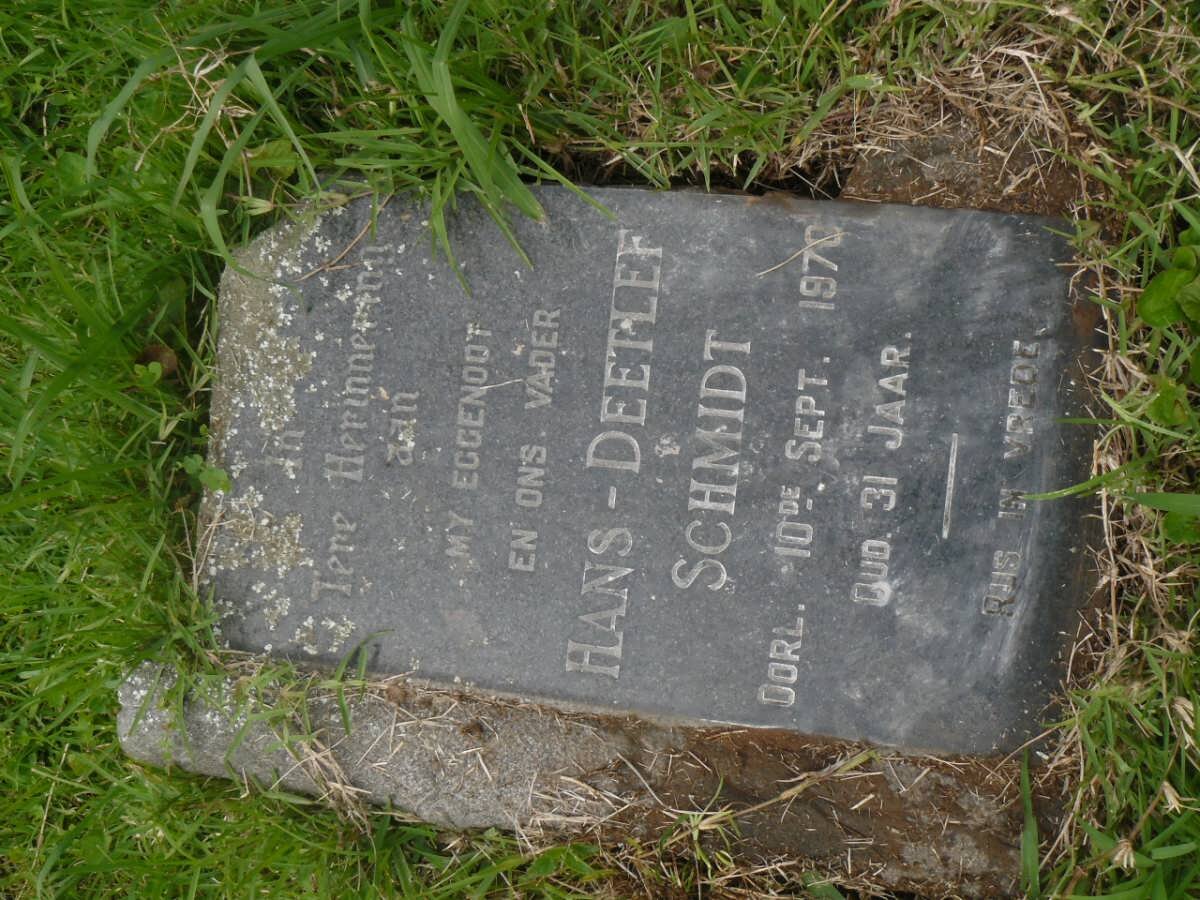 In
Tere Herinnering
aan
MY EGGENOOT
EN ONS VADER
HANS-DEETLEF
SCHMIDT
OORL. 10DE SEPT. 1976
OUD. 31 JAAR.
RUS IN VREDE.